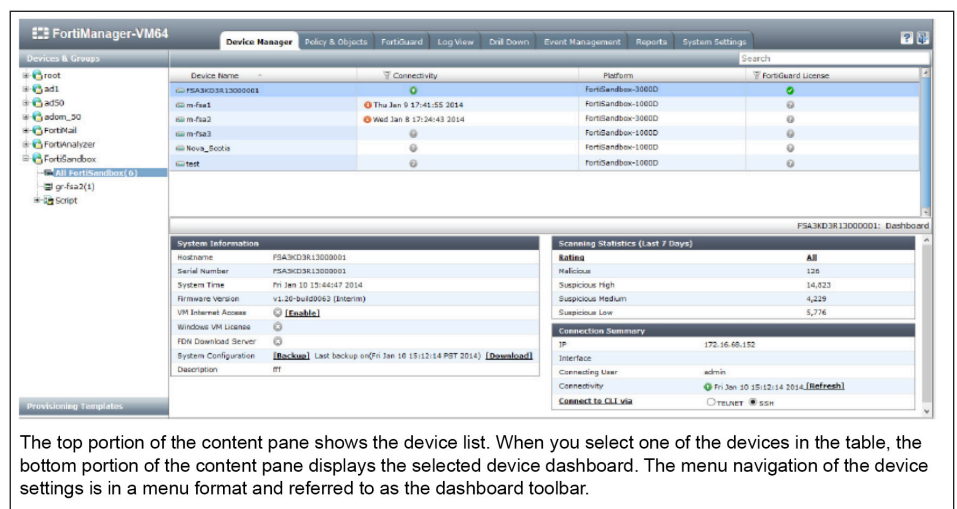 FortiManager-VM64
Device Manager Policy & Objects FortiGuard Log View Drill Down Event Management Reports System Settings
Devices & Groups
Search
root
ad1
ad50
adom_50
FortiMail
FortiAnalyzer
FortiSandbox
All FortiSandbox(6)
gr-fsa2(1)
Script
Provisioning Templates
Device Name Connectivity Platform FortiGuard License
FSA3KD3R13000001 FortiSandbox-3000D
m-fsa1 Thu Jan 9 17:41:55 2014 FortiSandbox-1000D
m-fsa2 Wed Jan 8 17:24:43 2014 FortiSandbox-3000D
m-fsa3 FortiSandbox-1000D
Nova_Scotia FortiSandbox-1000D
test FortiSandbox-1000D
FSA3KD3R13000001: Dashboard
System Information
Hostname FSA3KD3R13000001
Serial Number FSA3KD3R13000001
System Time Fri Jan 10 15:44:47 2014
Firmware Version v1.20-build0063 (Interim)
VM Internet Access [Enable]
Windows VM License
FDN Download Server
System Configuration [Backup] Last backup on(Fri Jan 10 15:12:14 PST 2014) [Download]
Description fff
Scanning Statistics (Last 7 Days)
Rating All
Malicious 126
Suspicious High 14,823
Suspicious Medium 4,229
Suspicious Low 5,776
Connection Summary
IP 172.16.68.152
Interface
Connecting User admin
Connectivity Fri Jan 10 15:12:14 2014 [Refresh]
Connect to CLI via TELNET SSH
The top portion of the content pane shows the device list. When you select one of the devices in the table, the
bottom portion of the content pane displays the selected device dashboard. The menu navigation of the device
settings is in a menu format and referred to as the dashboard toolbar.